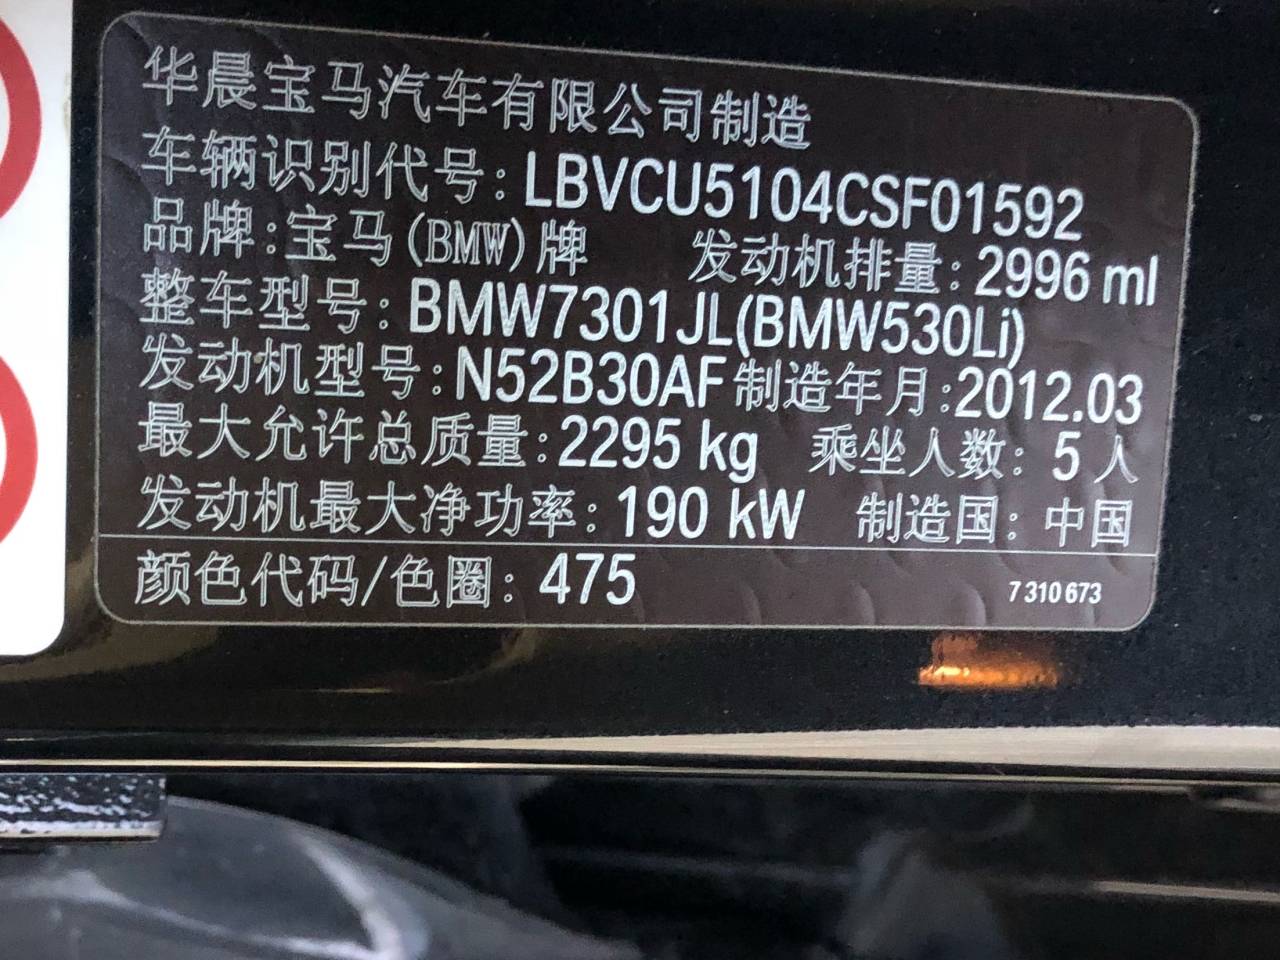 华晨宝马汽车有限公司制造
车辆识别代号: LBVCU5104CSF01592
品牌: 宝马(BMW)牌 发动机排量: 2996 ml
整车型号: BMW7301JL(BMW530Li)
发动机型号: N52B30AF 制造年月: 2012.03
最大允许总质量: 2295 kg 乘坐人数: 5 人
发动机最大净功率: 190 kW 制造国: 中国
颜色代码/色圈: 475 7 310 673